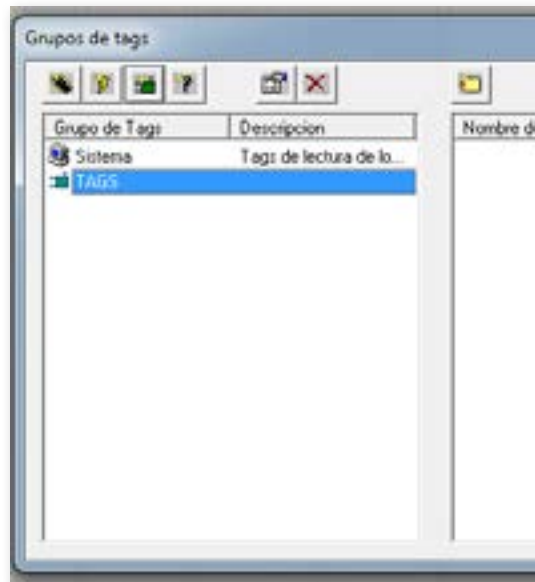 Grupos de tags
Grupo de Tags Descripcion Nombre d
Sistema Tags de lectura de lo...
TAGS